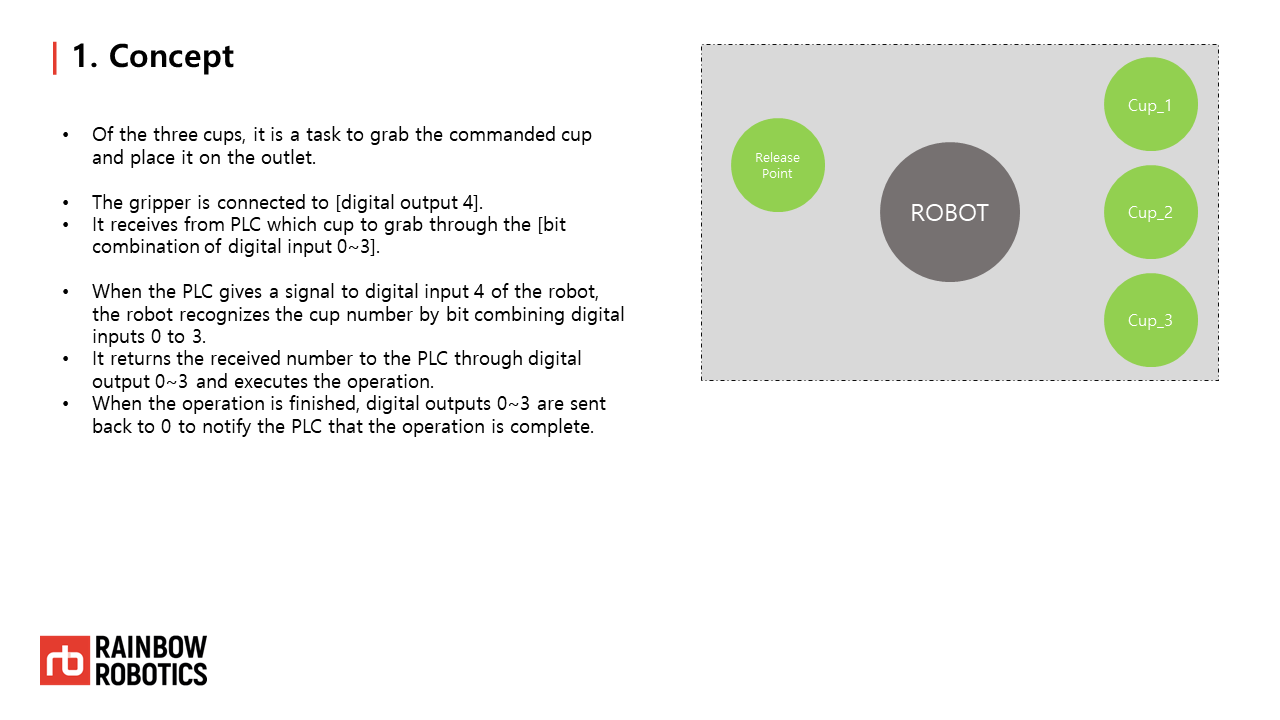 1. Concept
• Of the three cups, it is a task to grab the commanded cup
and place it on the outlet.
• The gripper is connected to [digital output 4].
• It receives from PLC which cup to grab through the [bit
combination of digital input 0~3].
• When the PLC gives a signal to digital input 4 of the robot,
the robot recognizes the cup number by bit combining digital
inputs 0 to 3.
• It returns the received number to the PLC through digital
output 0~3 and executes the operation.
• When the operation is finished, digital outputs 0~3 are sent
back to 0 to notify the PLC that the operation is complete.
Release
Point
ROBOT
Cup_1
Cup_2
Cup_3
rb
RAINBOW
ROBOTICS